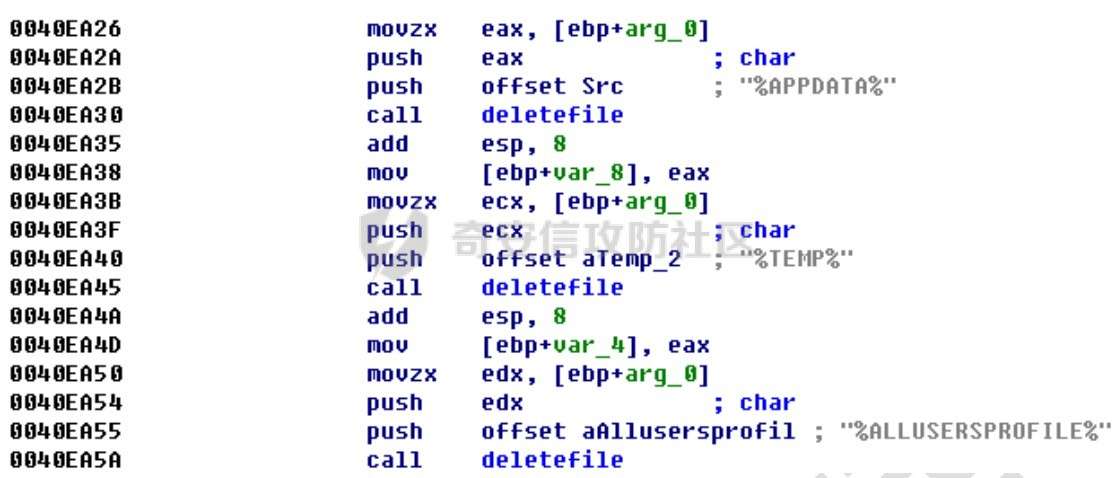 0040EA26 movzx eax, [ebp+arg_0]
0040EA2A push eax ; char
0040EA2B push offset Src ; "%APPDATA%"
0040EA30 call deletefile
0040EA35 add esp, 8
0040EA38 mov [ebp+var_8], eax
0040EA3B movzx ecx, [ebp+arg_0]
0040EA3F push ecx ; char
奇安信攻防社区
0040EA40 push offset aTemp_2 ; "%TEMP%"
0040EA45 call deletefile
0040EA4A add esp, 8
0040EA4D mov [ebp+var_4], eax
0040EA50 movzx edx, [ebp+arg_0]
0040EA54 push edx ; char
0040EA55 push offset aAllusersprofil ; "%ALLUSERSPROFILE%"
0040EA5A call deletefile